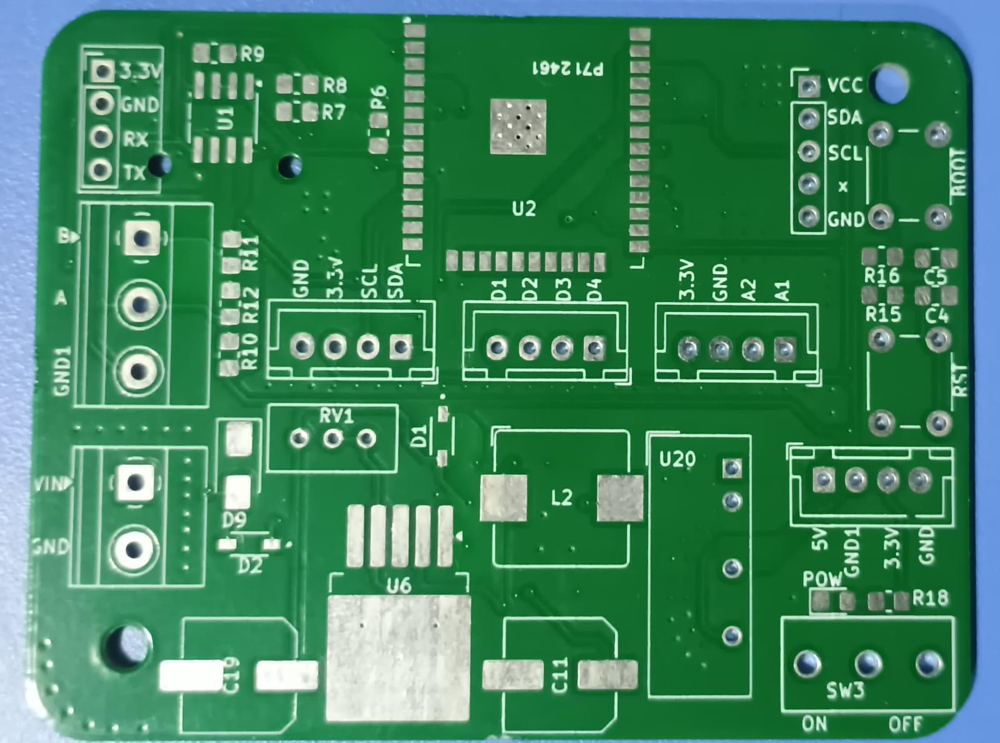 3.3V
GND
RX
TX
R9
U1
R8
R7
P712461
U2
VCC
SDA
SCL
x
GND
BOOT
B
A
GND1
R11
R12
R10
GND
3.3V
SCL
SDA
D1
D2
D3
D4
3.3V
GND
A2
A1
R16
C5
R15
C4
RST
RV1
D1
VIN
GND
D9
D2
L2
U20
U6
5V
GND1
3.3V
GND
POW
R18
C19
C11
SW3
ON
OFF